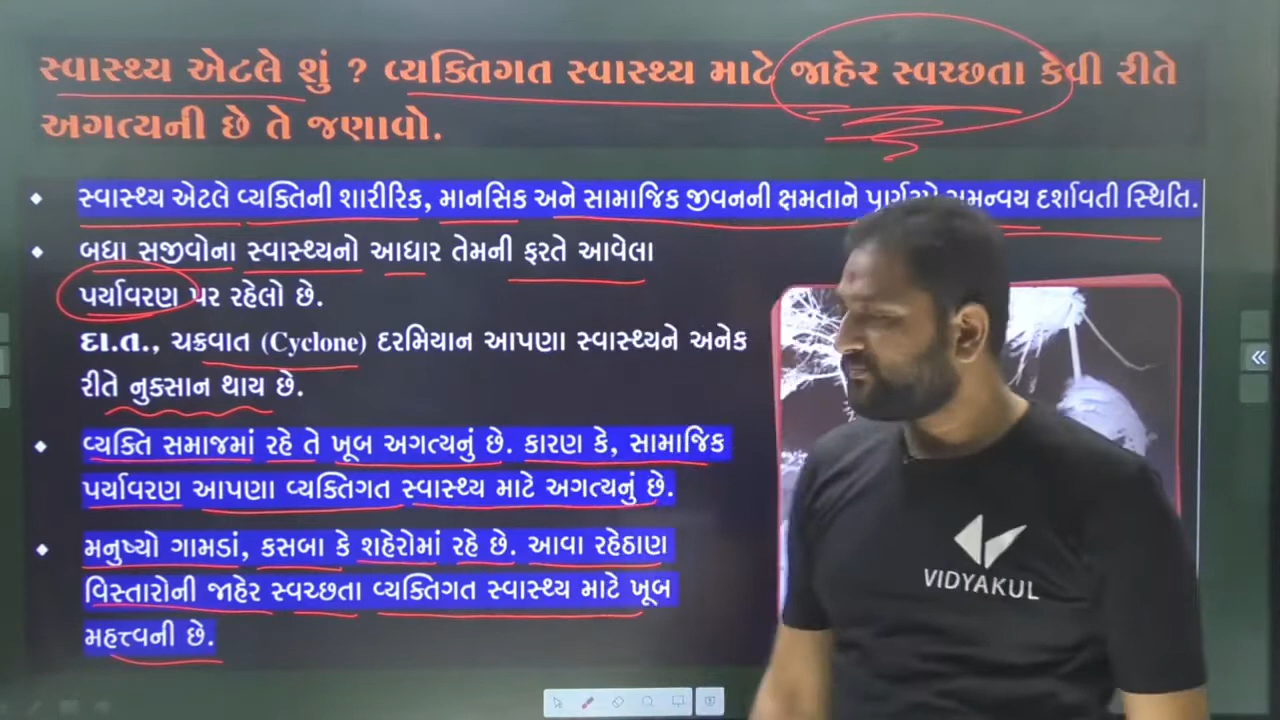 સ્વાસ્થ્ય એટલે શું ? વ્યક્તિગત સ્વાસ્થ્ય માટે જાહેર સ્વચ્છતા કેવી રીતે
અગત્યની છે તે જણાવો.
સ્વાસ્થ્ય એટલે વ્યક્તિની શારીરિક, માનસિક અને સામાજિક જીવનની ક્ષમતાને દર્શાવતી સ્થિતિ.
બધા સજીવોના સ્વાસ્થ્યનો આધાર તેમની ફરતે આવેલા
પર્યાવરણ પર રહેલો છે.
દા.ત., ચક્રવાત (Cyclone) દરમિયાન આપણા સ્વાસ્થ્યને અનેક
રીતે નુક્સાન થાય છે.
વ્યક્તિ સમાજમાં રહે તે ખૂબ અગત્યનું છે. કારણ કે, સામાજિક
પર્યાવરણ આપણા વ્યક્તિગત સ્વાસ્થ્ય માટે અગત્યનું છે.
મનુષ્યો ગામડાં, કસબા કે શહેરોમાં રહે છે. આવા રહેઠાણ
વિસ્તારોની જાહેર સ્વચ્છતા વ્યક્તિગત સ્વાસ્થ્ય માટે ખૂબ
મહત્ત્વની છે.
VIDYAKUL